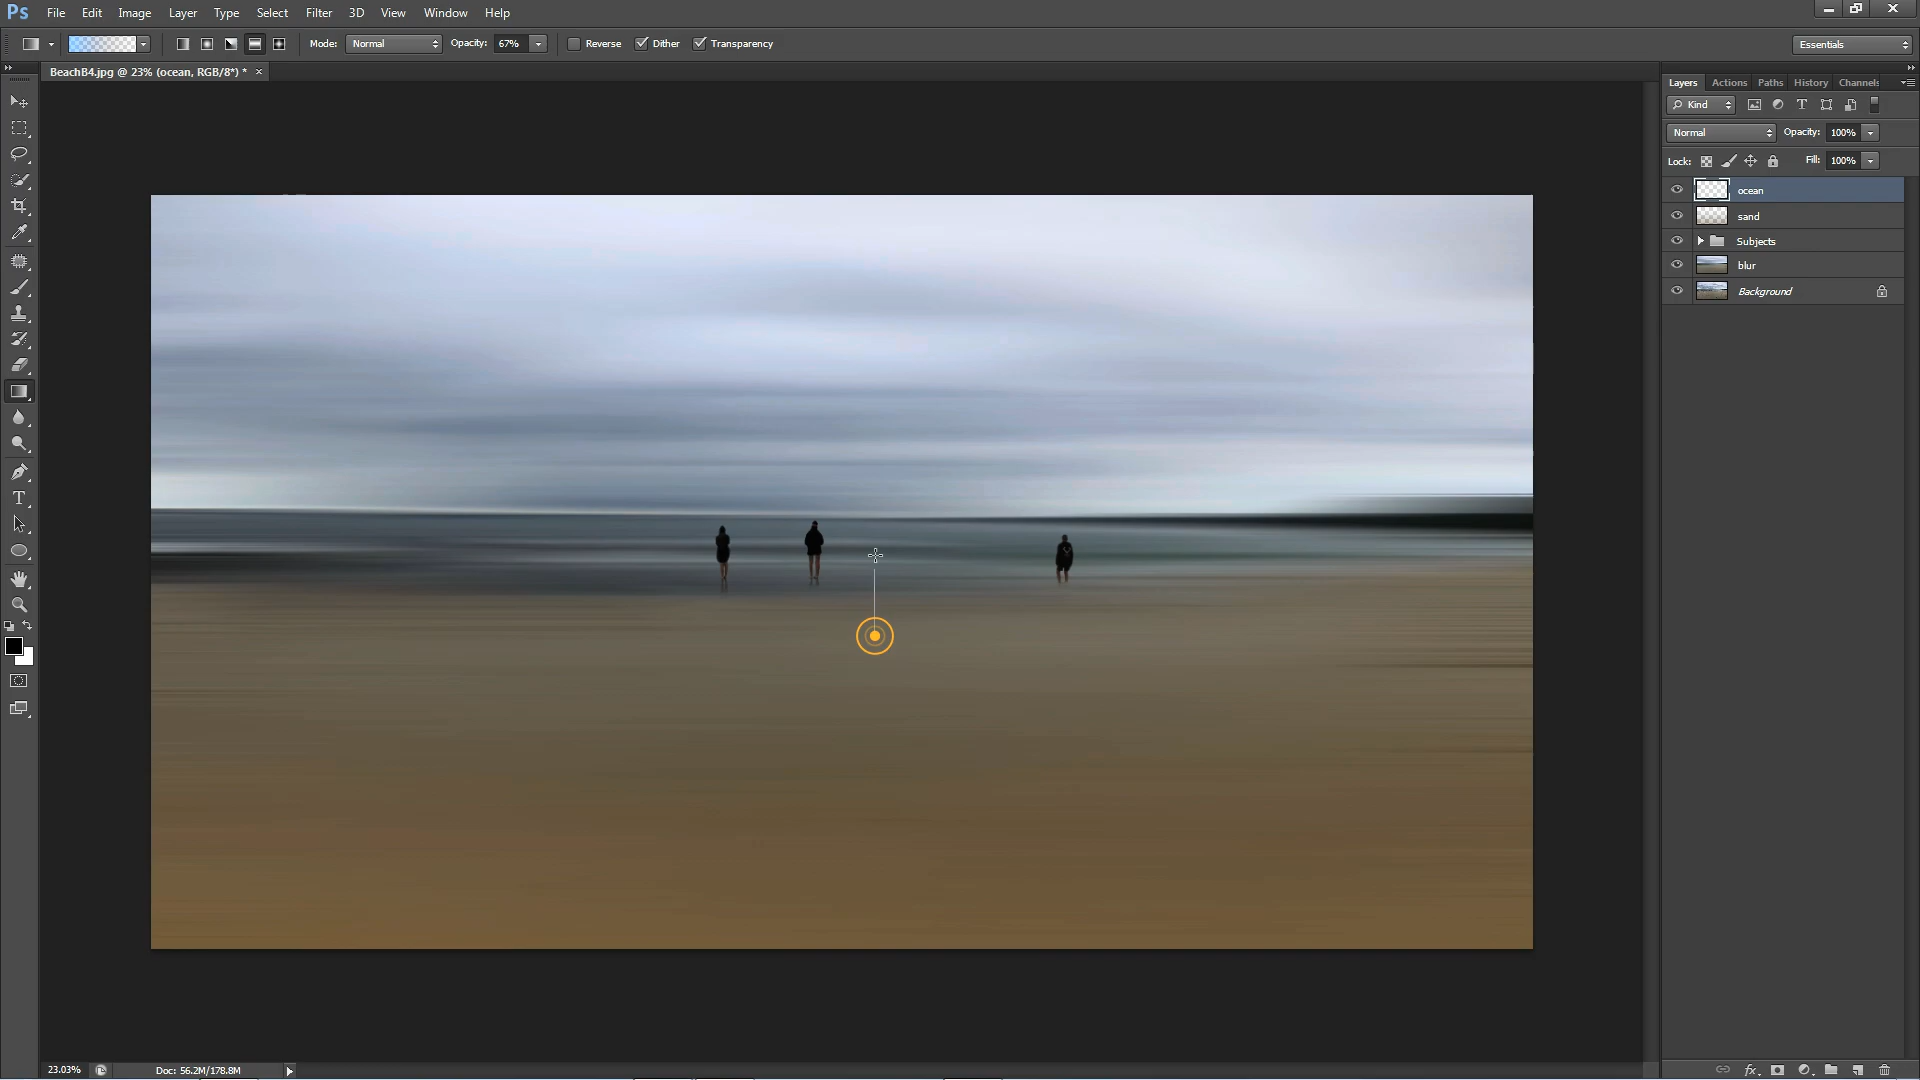 Ps File Edit Image Layer Type Select Filter 3D View Window Help
Mode: Normal Opacity: 67% Reverse Dither Transparency Essentials
BeachB4.jpg @ 23% (ocean, RGB/8*) * ×
Layers Actions Paths History Channels
Kind
Normal Opacity: 100%
Lock: Fill: 100%
ocean
sand
Subjects
blur
Background
T
23.03% Doc: 56.2M/178.8M
fx